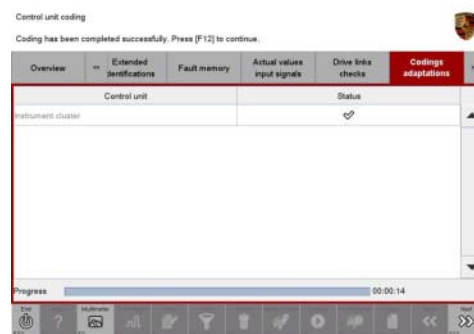 Control unit coding
Coding has been completed successfully. Press [F12] to continue.
Overview
Extended identifications
Fault memory
Actual values input signals
Drive links checks
Codings adaptations
Control unit
Status
Instrument cluster
Progress
00:00:14
Multimeter